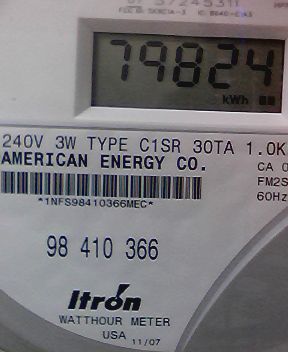 79824
kWh
240V 3W TYPE C1SR 30TA 1.0K
AMERICAN ENERGY CO.
CA 0
FM2S
60Hz
*1NFS98410366MEC*
98 410 366
Itron
WATTHOUR METER
USA 11/07